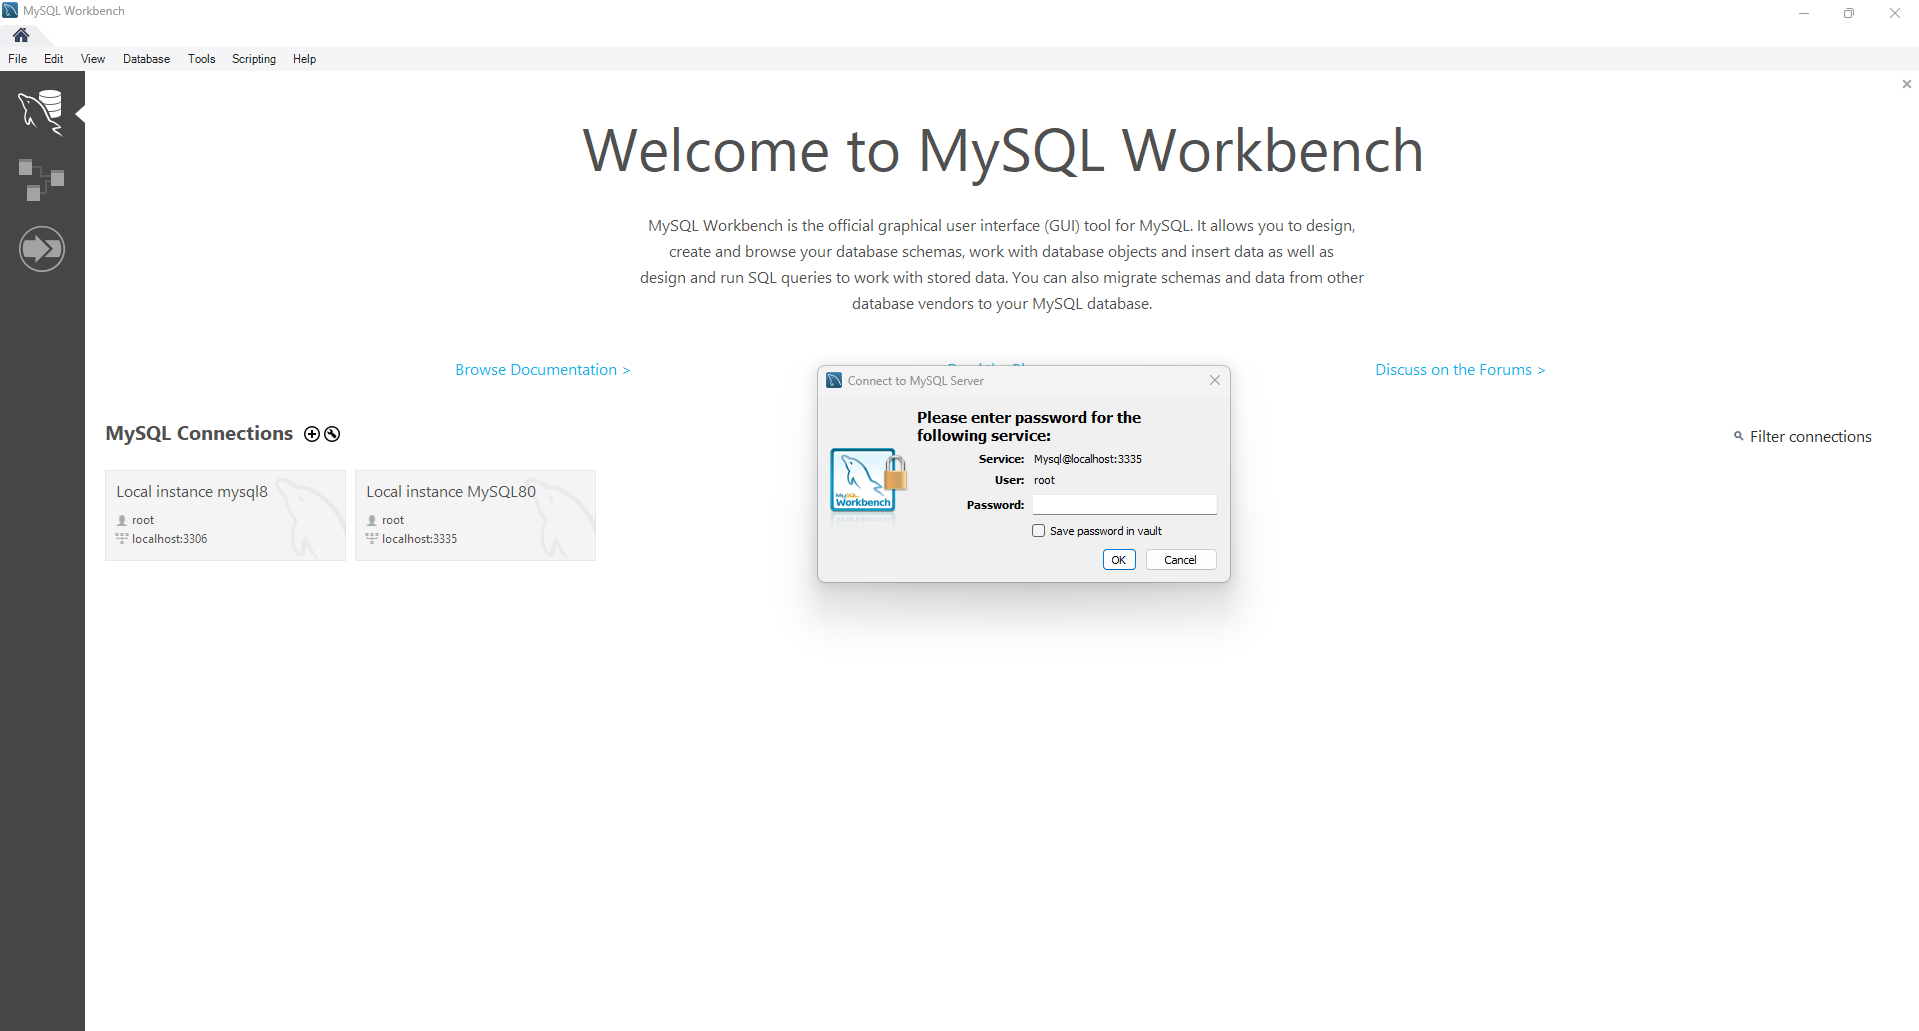 MySQL Workbench
File Edit View Database Tools Scripting Help
Welcome to MySQL Workbench
MySQL Workbench is the official graphical user interface (GUI) tool for MySQL. It allows you to design,
create and browse your database schemas, work with database objects and insert data as well as
design and run SQL queries to work with stored data. You can also migrate schemas and data from other
database vendors to your MySQL database.
Browse Documentation >
Discuss on the Forums >
MySQL Connections
Filter connections
Local instance mysql8
root
localhost:3306
Local instance MySQL80
root
localhost:3335
Connect to MySQL Server
Please enter password for the
following service:
Service: Mysql@localhost:3335
User: root
Password:
Save password in vault
OK Cancel
MySQL
Workbench